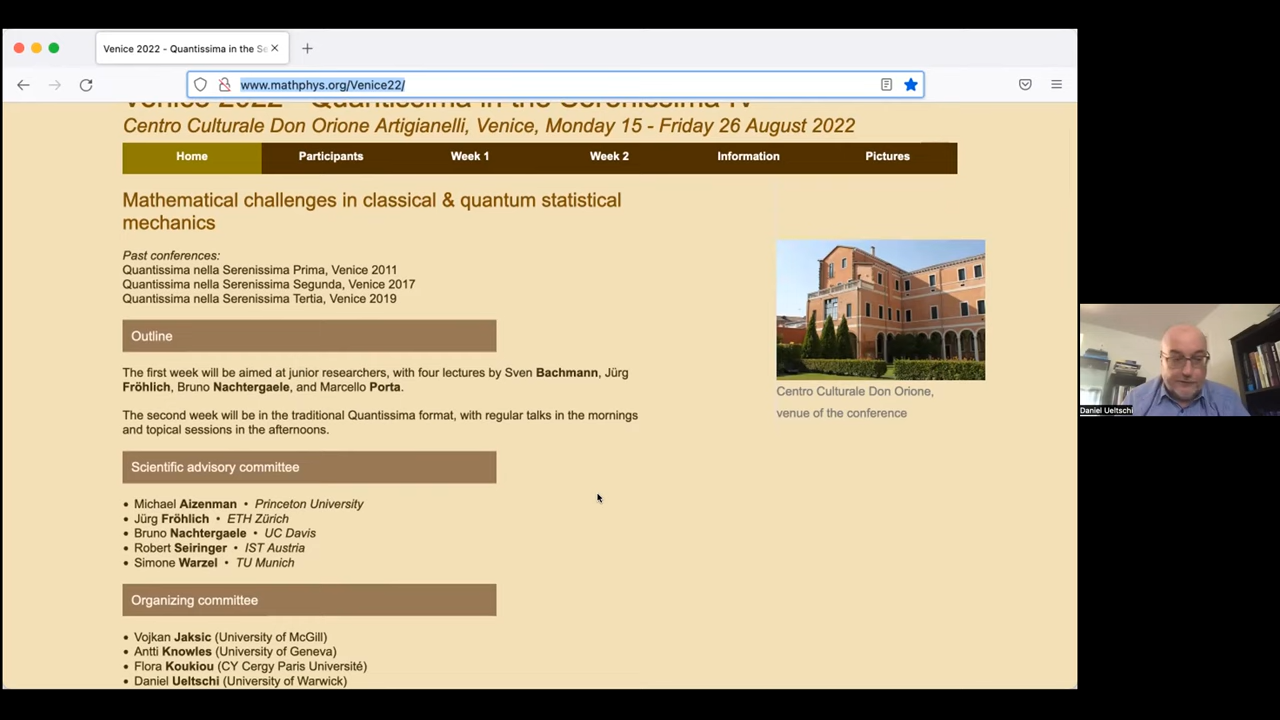 Venice 2022 - Quantissima in the Se
www.mathphys.org/Venice22/
Venice 2022 - Quantissima in the Serenissima IV
Centro Culturale Don Orione Artigianelli, Venice, Monday 15 - Friday 26 August 2022
Home Participants Week 1 Week 2 Information Pictures
Mathematical challenges in classical & quantum statistical
mechanics
Past conferences:
Quantissima nella Serenissima Prima, Venice 2011
Quantissima nella Serenissima Segunda, Venice 2017
Quantissima nella Serenissima Tertia, Venice 2019
Outline
The first week will be aimed at junior researchers, with four lectures by Sven Bachmann, Jürg
Fröhlich, Bruno Nachtergaele, and Marcello Porta.
The second week will be in the traditional Quantissima format, with regular talks in the mornings
and topical sessions in the afternoons.
Centro Culturale Don Orione,
venue of the conference
Scientific advisory committee
• Michael Aizenman • Princeton University
• Jürg Fröhlich • ETH Zürich
• Bruno Nachtergaele • UC Davis
• Robert Seiringer • IST Austria
• Simone Warzel • TU Munich
Organizing committee
• Vojkan Jaksic (University of McGill)
• Antti Knowles (University of Geneva)
• Flora Koukiou (CY Cergy Paris Université)
• Daniel Ueltschi (University of Warwick)
Daniel Ueltschi